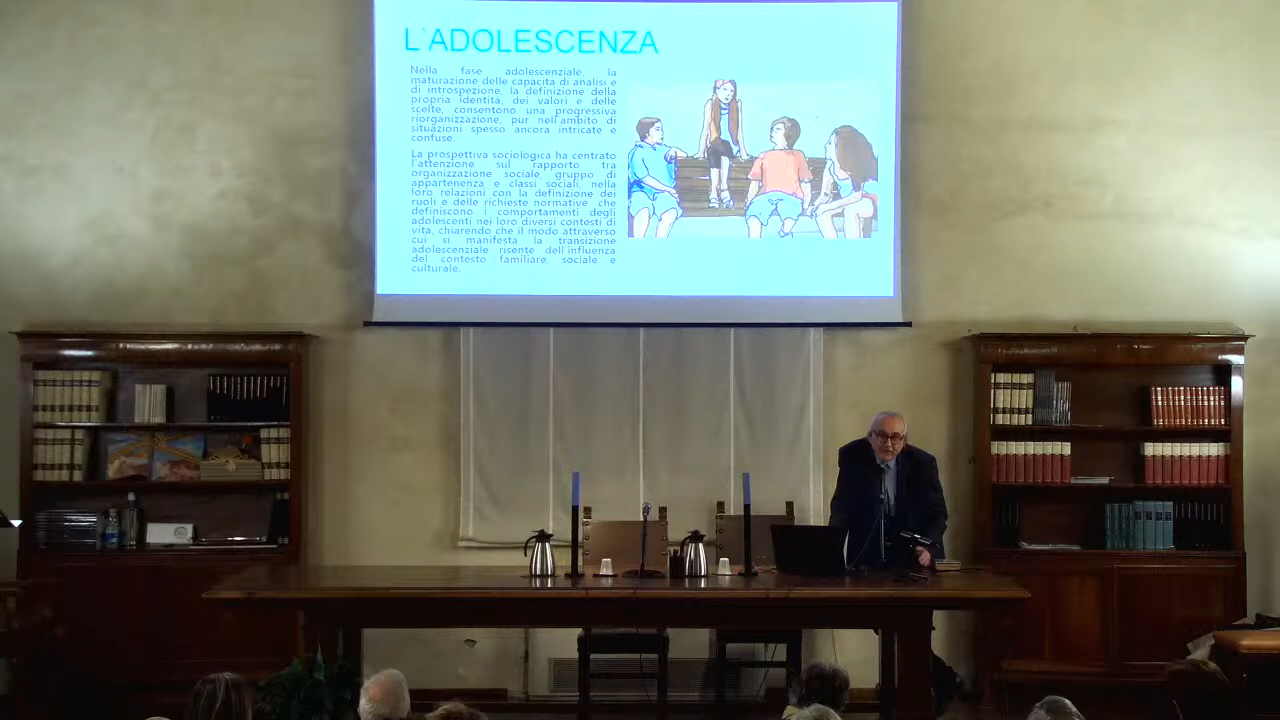 L'ADOLESCENZA
Nella fase adolescenziale, la
maturazione delle capacità di analisi e
di introspezione, la definizione della
propria identità, dei valori e delle
scelte, consentono una progressiva
riorganizzazione, pur nell'ambito di
situazioni spesso ancora intricate e
confuse.
La prospettiva sociologica ha centrato
l'attenzione sul rapporto tra
organizzazione sociale, gruppo di
appartenenza e classi sociali, nella
loro relazioni con la definizione dei
ruoli e delle richieste normative che
definiscono i comportamenti degli
adolescenti nei loro diversi contesti di
vita, chiarendo che il modo attraverso
cui si manifesta la transizione
adolescenziale risente dell'influenza
del contesto familiare, sociale e
culturale.